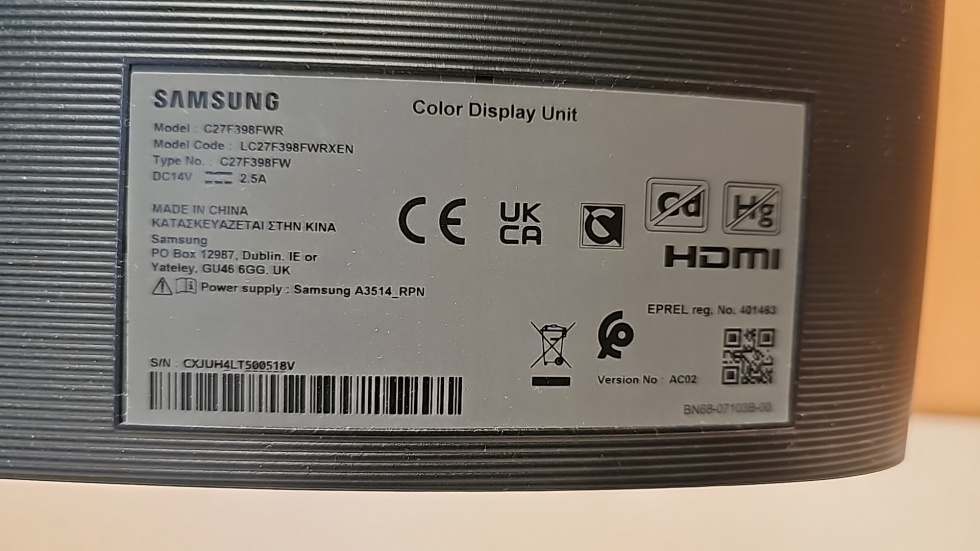 SAMSUNG
Color Display Unit
Model : C27F398FWR
Model Code : LC27F398FWRXEN
Type No. : C27F398FW
DC14V ⎓ 2.5A
MADE IN CHINA
ΚΑΤΑΣΚΕΥΑΖΕΤΑΙ ΣΤΗΝ ΚΙΝΑ
Samsung
PO Box 12987, Dublin. IE or
Yateley, GU46 6GG. UK
Power supply : Samsung A3514_RPN
CE
UK
CA
Cd
Hg
HDMI
EPREL reg. No. 401463
Version No : AC02
S/N : CXJUH4LT500518V
BN68-07103B-00